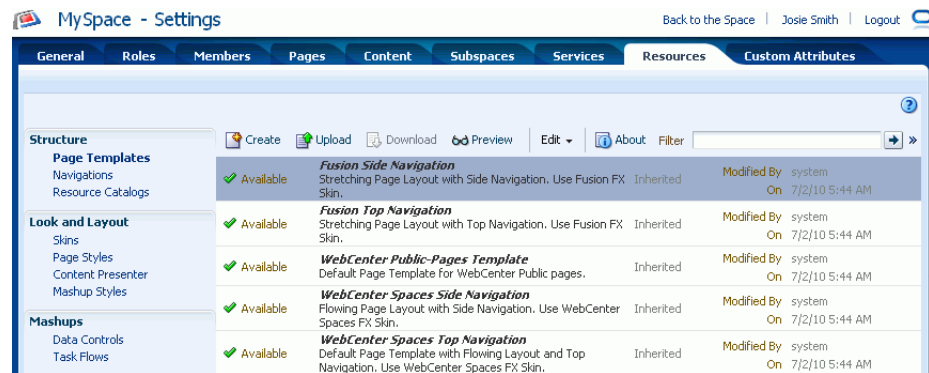 MySpace - Settings
Back to the Space | Josie Smith | Logout
General Roles Members Pages Content Subspaces Services Resources Custom Attributes
Structure
Page Templates
Navigations
Resource Catalogs
Look and Layout
Skins
Page Styles
Content Presenter
Mashup Styles
Mashups
Data Controls
Task Flows
Create Upload Download Preview Edit About Filter
Available
Fusion Side Navigation
Stretching Page Layout with Side Navigation. Use Fusion FX
Skin.
Inherited
Modified By system
On 7/2/10 5:44 AM
Available
Fusion Top Navigation
Stretching Page Layout with Top Navigation. Use Fusion FX
Skin.
Inherited
Modified By system
On 7/2/10 5:44 AM
Available
WebCenter Public-Pages Template
Default Page Template for WebCenter Public pages.
Inherited
Modified By system
On 7/2/10 5:44 AM
Available
WebCenter Spaces Side Navigation
Flowing Page Layout with Side Navigation. Use WebCenter
Spaces FX Skin.
Inherited
Modified By system
On 7/2/10 5:44 AM
Available
WebCenter Spaces Top Navigation
Default Page Template with Flowing Layout and Top
Navigation. Use WebCenter Spaces FX Skin.
Inherited
Modified By system
On 7/2/10 5:44 AM